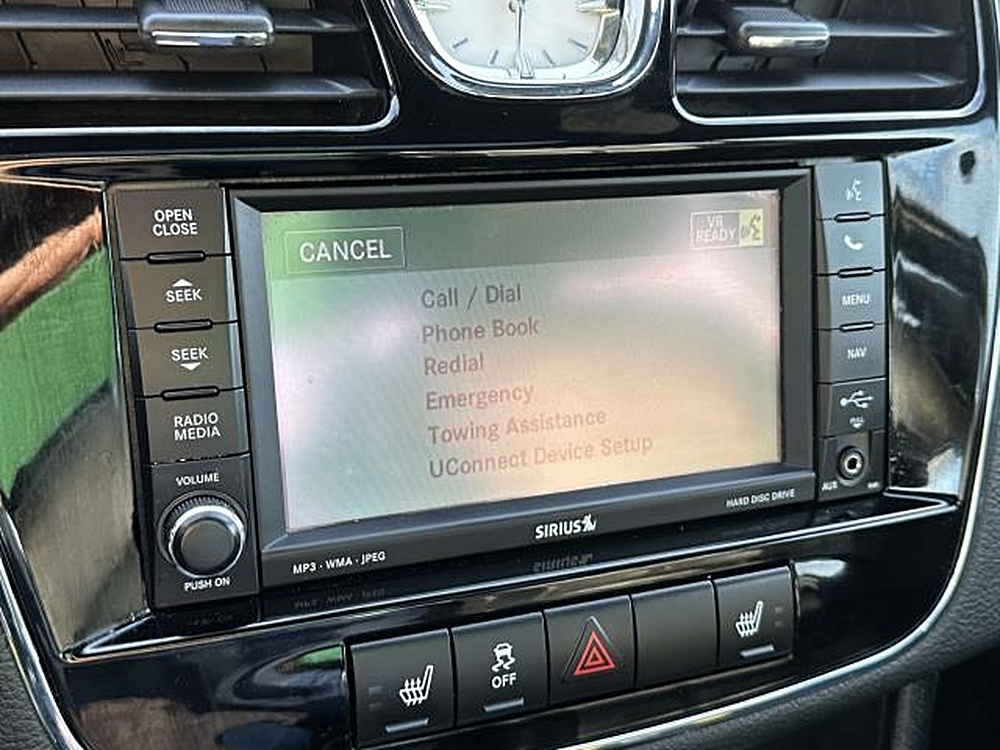 OPEN
CLOSE
SEEK
SEEK
RADIO
MEDIA
VOLUME
PUSH ON
CANCEL
VR
READY
Call / Dial
Phone Book
Redial
Emergency
Towing Assistance
UConnect Device Setup
MENU
NAV
AUX
MP3 · WMA · JPEG
SIRIUS
HARD DISC DRIVE
OFF